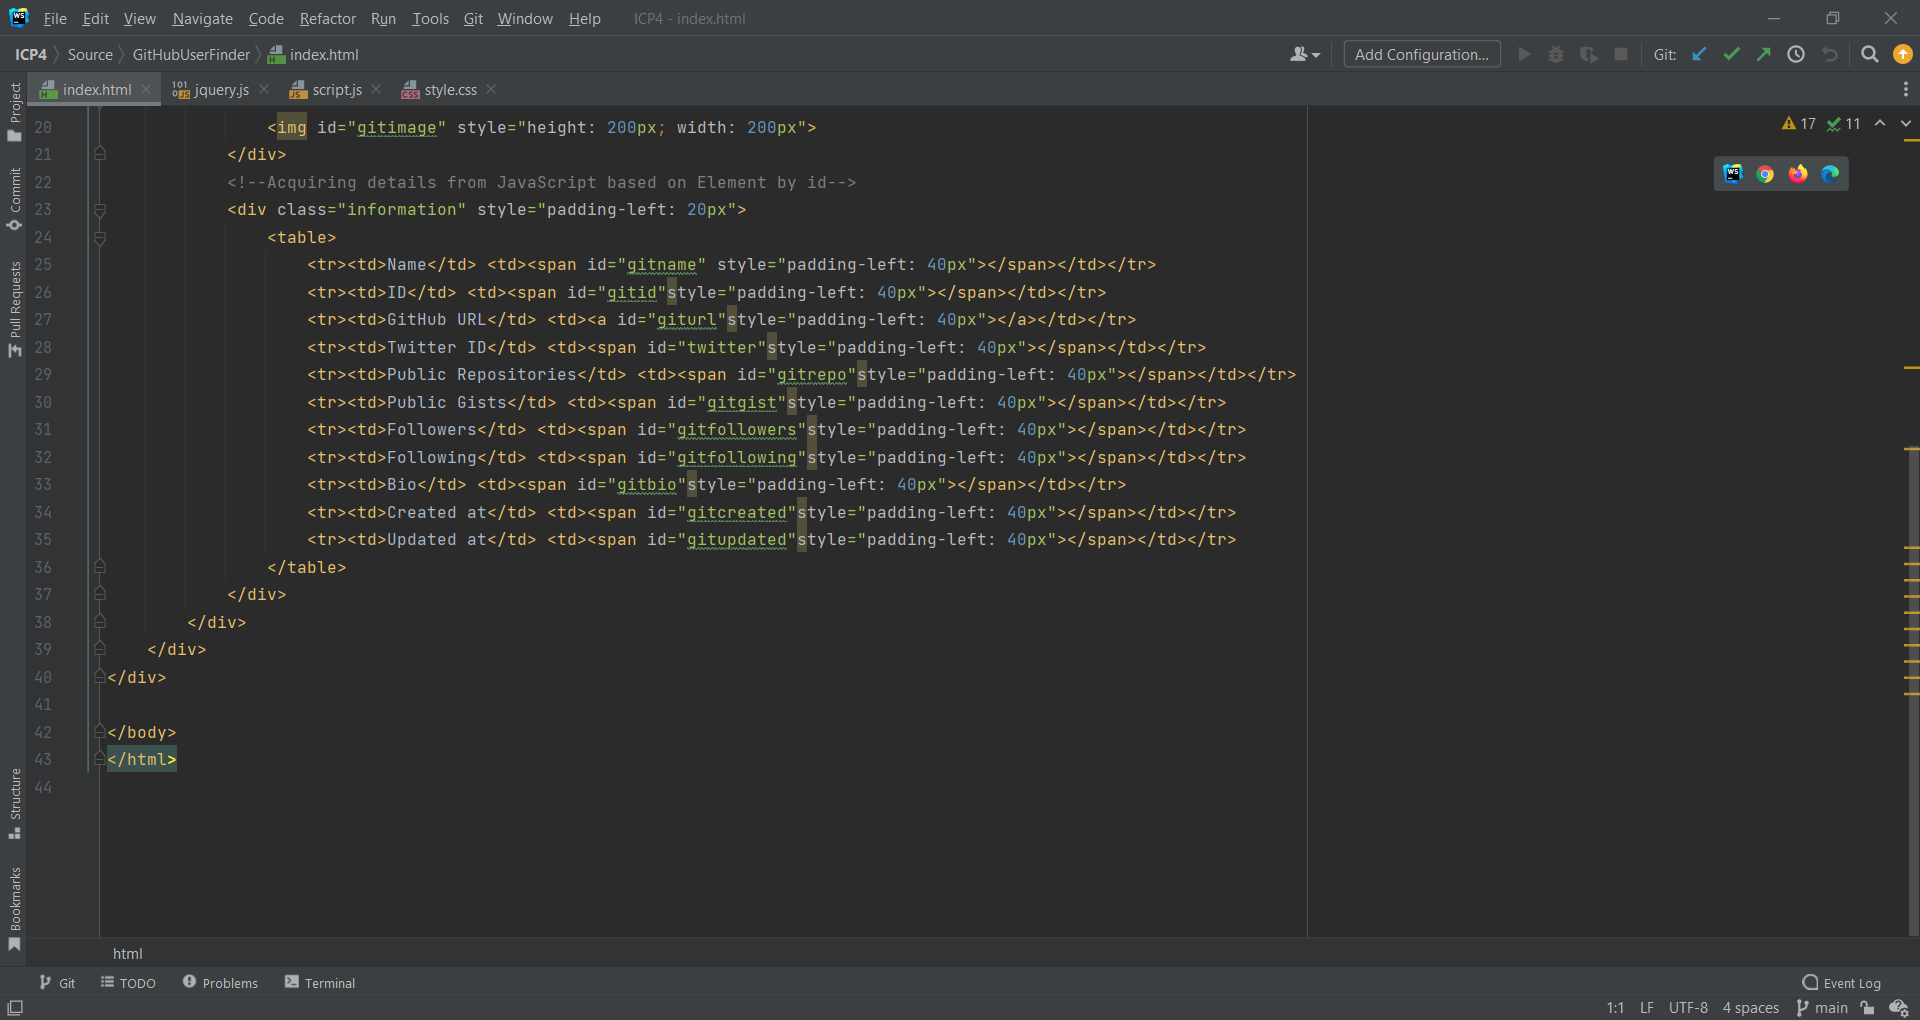 WS File Edit View Navigate Code Refactor Run Tools Git Window Help ICP4 - index.html
ICP4 Source GitHubUserFinder index.html Add Configuration... Git:
index.html jquery.js script.js style.css
Project
Commit
Pull Requests
Structure
Bookmarks
17 11
20 <img id="gitimage" style="height: 200px; width: 200px">
21 </div>
22 <!--Acquiring details from JavaScript based on Element by id-->
23 <div class="information" style="padding-left: 20px">
24 <table>
25 <tr><td>Name</td> <td><span id="gitname" style="padding-left: 40px"></span></td></tr>
26 <tr><td>ID</td> <td><span id="gitid"style="padding-left: 40px"></span></td></tr>
27 <tr><td>GitHub URL</td> <td><a id="giturl"style="padding-left: 40px"></a></td></tr>
28 <tr><td>Twitter ID</td> <td><span id="twitter"style="padding-left: 40px"></span></td></tr>
29 <tr><td>Public Repositories</td> <td><span id="gitrepo"style="padding-left: 40px"></span></td></tr>
30 <tr><td>Public Gists</td> <td><span id="gitgist"style="padding-left: 40px"></span></td></tr>
31 <tr><td>Followers</td> <td><span id="gitfollowers"style="padding-left: 40px"></span></td></tr>
32 <tr><td>Following</td> <td><span id="gitfollowing"style="padding-left: 40px"></span></td></tr>
33 <tr><td>Bio</td> <td><span id="gitbio"style="padding-left: 40px"></span></td></tr>
34 <tr><td>Created at</td> <td><span id="gitcreated"style="padding-left: 40px"></span></td></tr>
35 <tr><td>Updated at</td> <td><span id="gitupdated"style="padding-left: 40px"></span></td></tr>
36 </table>
37 </div>
38 </div>
39 </div>
40 </div>
41
42 </body>
43 </html>
44
html
Git TODO Problems Terminal Event Log
1:1 LF UTF-8 4 spaces main